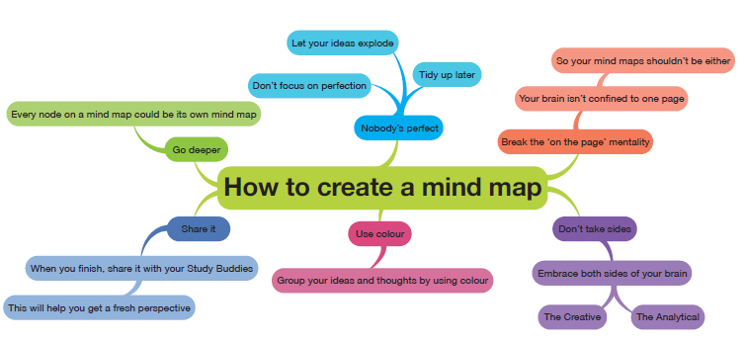 Let your ideas explode
Tidy up later
Don't focus on perfection
Nobody's perfect
So your mind maps shouldn't be either
Your brain isn't confined to one page
Break the 'on the page' mentality
Every node on a mind map could be its own mind map
Go deeper
How to create a mind map
Share it
When you finish, share it with your Study Buddies
This will help you get a fresh perspective
Use colour
Group your ideas and thoughts by using colour
Don't take sides
Embrace both sides of your brain
The Creative
The Analytical